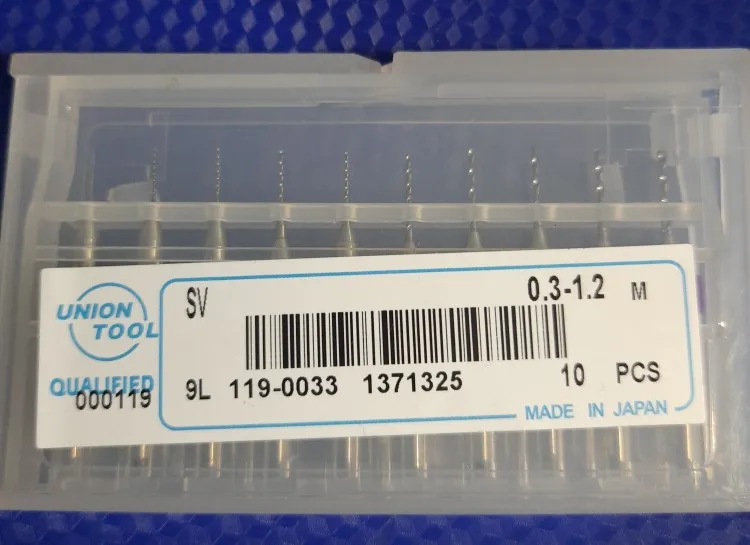 UNION
TOOL
QUALIFIED
000119
SV
0.3-1.2 M
9L 119-0033 1371325 10 PCS
MADE IN JAPAN